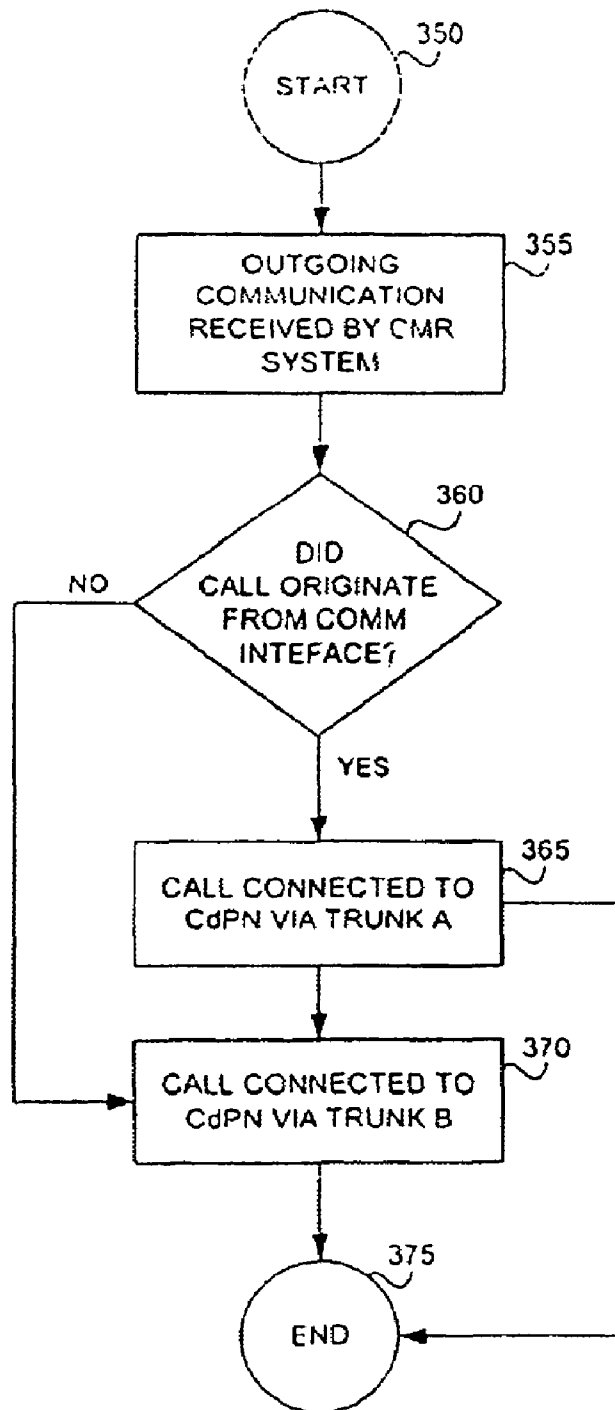 350
START
355
OUTGOING
COMMUNICATION
RECEIVED BY CMR
SYSTEM
360
DID
CALL ORIGINATE
FROM COMM
INTEFACE?
NO
YES
365
CALL CONNECTED TO
CdPN VIA TRUNK A
370
CALL CONNECTED TO
CdPN VIA TRUNK B
375
END